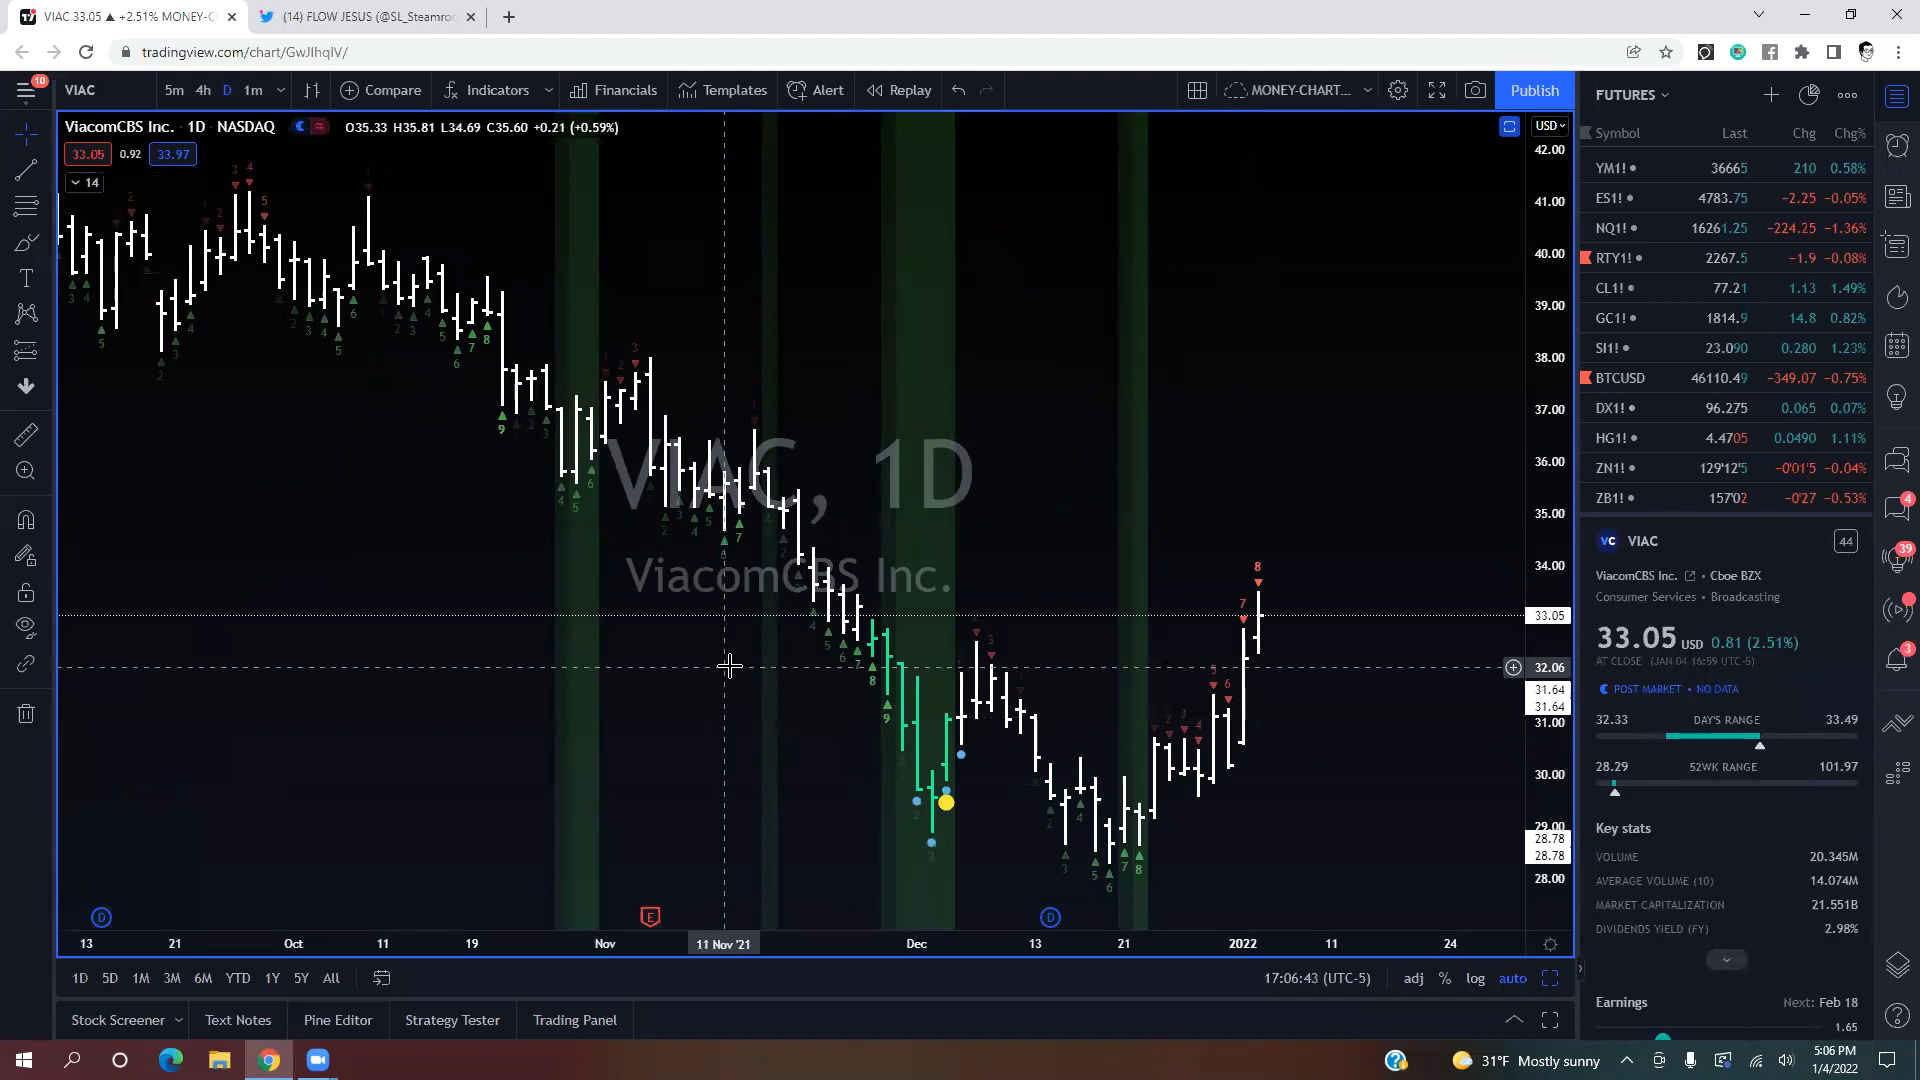 VIAC 33.05 ▲ +2.51% MONEY-C
(14) FLOW JESUS (@SL_Steamro
tradingview.com/chart/GwJIhqIV/
10
VIAC 5m 4h D 1m Compare Indicators Financials Templates Alert Replay MONEY-CHART... Publish
ViacomCBS Inc. · 1D · NASDAQ O35.33 H35.81 L34.69 C35.60 +0.21 (+0.59%)
33.05 0.92 33.97
14
VIAC, 1D
ViacomCBS Inc.
USD
42.00
41.00
40.00
39.00
38.00
37.00
36.00
35.00
34.00
33.05
32.06
31.64
31.64
31.00
30.00
29.00
28.78
28.78
28.00
D E D
13 21 Oct 11 19 Nov 11 Nov '21 Dec 13 21 2022 11 24
1D 5D 1M 3M 6M YTD 1Y 5Y All
17:06:43 (UTC-5) adj % log auto
Stock Screener Text Notes Pine Editor Strategy Tester Trading Panel
FUTURES
Symbol Last Chg Chg%
YM1! 36665 210 0.58%
ES1! 4783.75 −2.25 −0.05%
NQ1! 16261.25 −224.25 −1.36%
RTY1! 2267.5 −1.9 −0.08%
CL1! 77.21 1.13 1.49%
GC1! 1814.9 14.8 0.82%
SI1! 23.090 0.280 1.23%
BTCUSD 46110.49 −349.07 −0.75%
DX1! 96.275 0.065 0.07%
HG1! 4.4705 0.0490 1.11%
ZN1! 129'12'5 −0'01'5 −0.04%
ZB1! 157'02 −0'27 −0.53%
VC VIAC 44
ViacomCBS Inc. • Cboe BZX
Consumer Services • Broadcasting
33.05 USD 0.81 (2.51%)
AT CLOSE (JAN 04 16:59 UTC-5)
POST MARKET • NO DATA
32.33 DAY'S RANGE 33.49
28.29 52WK RANGE 101.97
Key stats
VOLUME 20.345M
AVERAGE VOLUME (10) 14.074M
MARKET CAPITALIZATION 21.551B
DIVIDENDS YIELD (FY) 2.98%
Earnings Next: Feb 18
1.65
4
39
3
31°F Mostly sunny
5:06 PM
1/4/2022